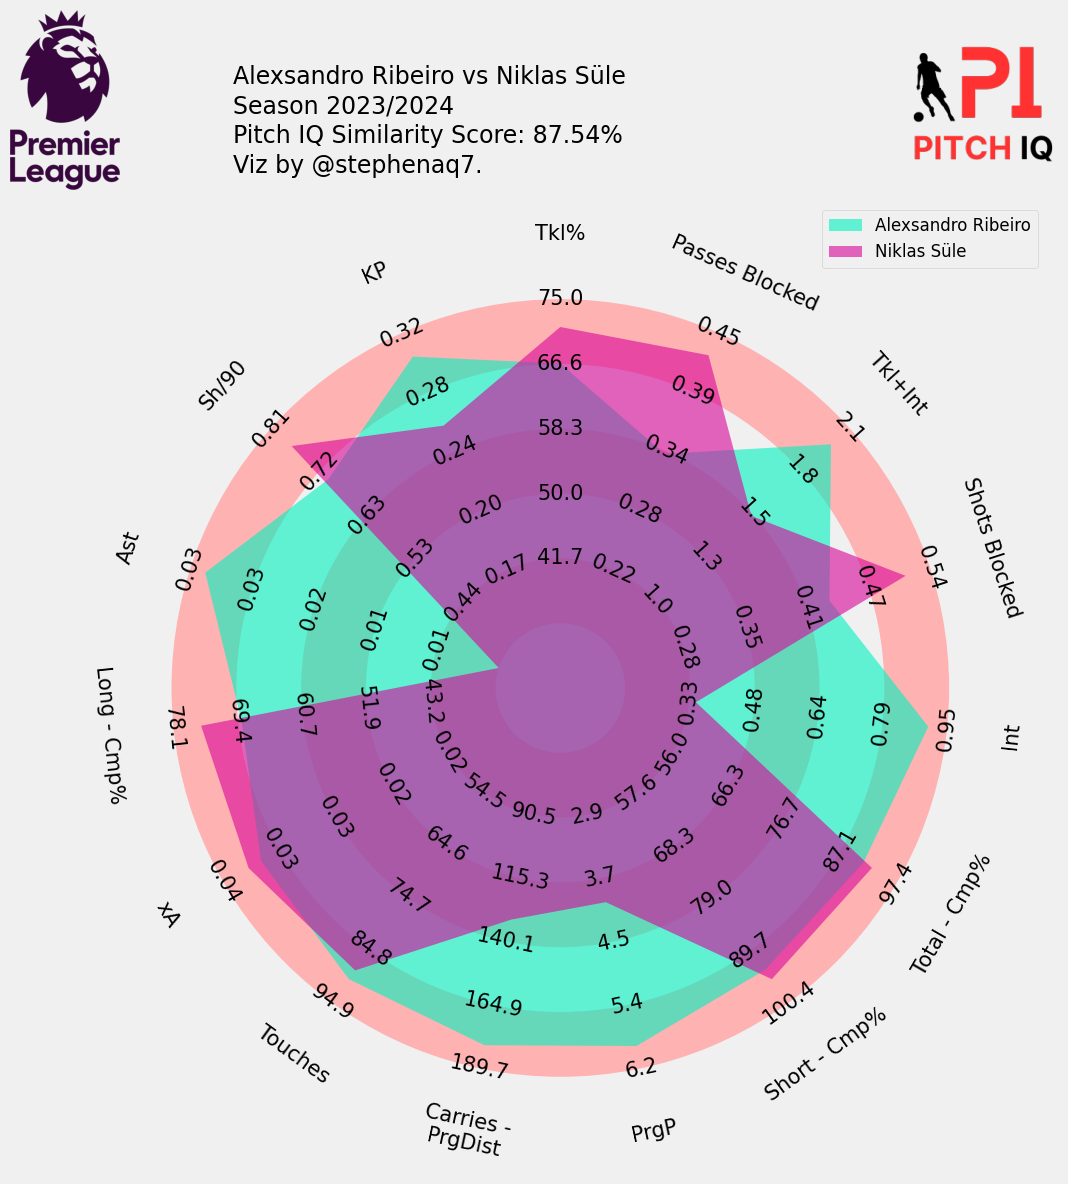 Premier
League
Alexsandro Ribeiro vs Niklas Süle
Season 2023/2024
Pitch IQ Similarity Score: 87.54%
Viz by @stephenaq7.
PI
PITCH IQ
Alexsandro Ribeiro
Niklas Süle
Tkl%
75.0
66.6
58.3
50.0
41.7
Passes Blocked
0.45
0.39
0.34
0.28
0.22
Tkl+Int
2.1
1.8
1.5
1.3
1.0
Shots Blocked
0.54
0.47
0.41
0.35
0.28
Int
0.95
0.79
0.64
0.48
0.33
Total - Cmp%
97.4
87.1
76.7
66.3
56.0
Short - Cmp%
100.4
89.7
79.0
68.3
57.6
PrgP
6.2
5.4
4.5
3.7
2.9
Carries -
PrgDist
189.7
164.9
140.1
115.3
90.5
Touches
94.9
84.8
74.7
64.6
54.5
xA
0.04
0.03
0.03
0.02
0.02
Long - Cmp%
78.1
69.4
60.7
51.9
43.2
Ast
0.03
0.03
0.02
0.01
0.01
Sh/90
0.81
0.72
0.63
0.53
0.44
KP
0.32
0.28
0.24
0.20
0.17